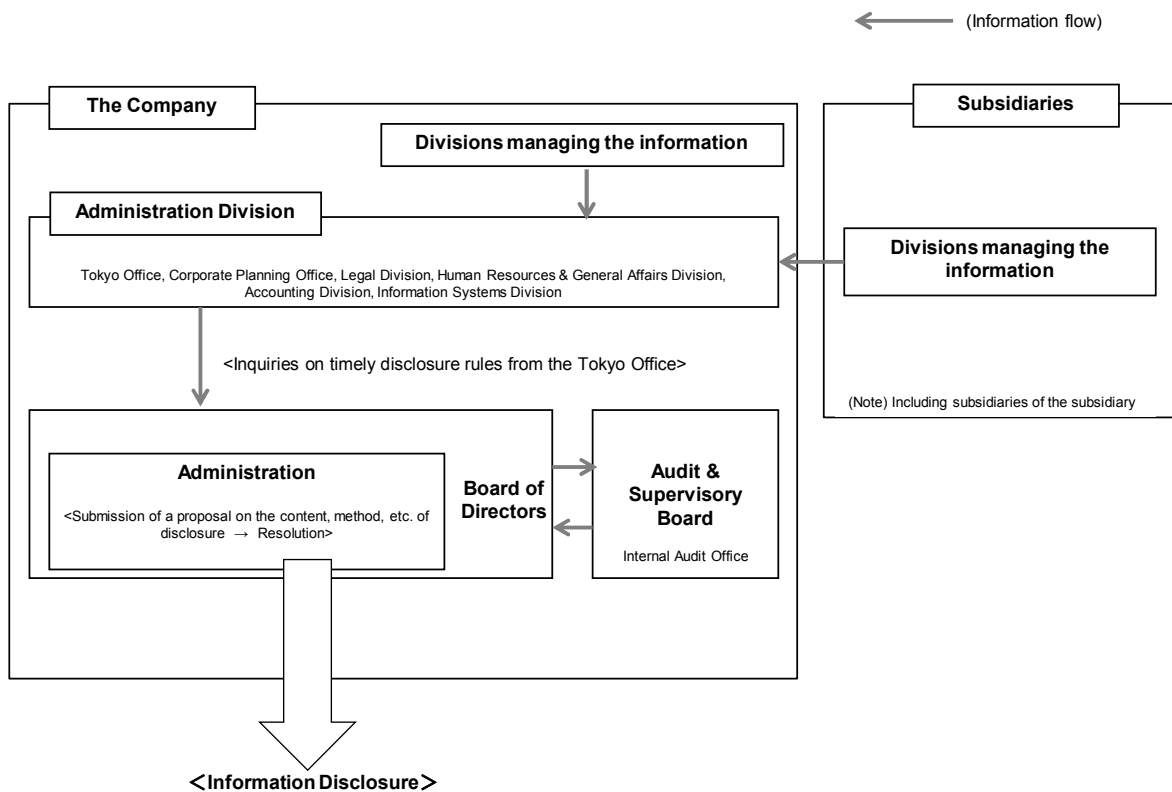 (Information flow)
The Company
Subsidiaries
Divisions managing the information
Administration Division
Tokyo Office, Corporate Planning Office, Legal Division, Human Resources & General Affairs Division,
Accounting Division, Information Systems Division
Divisions managing the
information
<Inquiries on timely disclosure rules from the Tokyo Office>
(Note) Including subsidiaries of the subsidiary
Administration
<Submission of a proposal on the content, method, etc. of
disclosure → Resolution>
Board of
Directors
Audit &
Supervisory
Board
Internal Audit Office
＜Information Disclosure＞